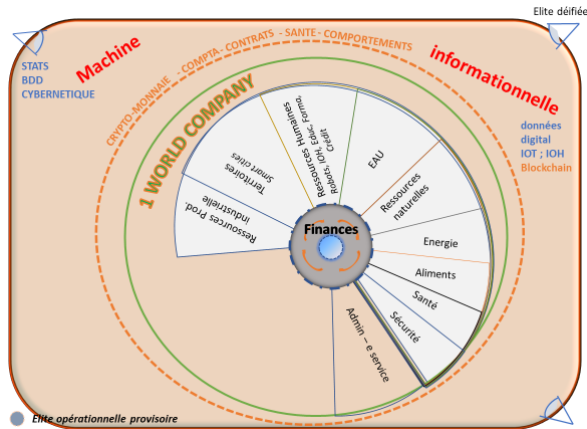 Elite déifiée
Machine
informationnelle
STATS
BDD
CYBERNETIQUE
CRYPTO-MONNAIE - COMPTA- CONTRATS - SANTE- COMPORTEMENTS
1 WORLD COMPANY
données
digital
IOT ; IOH
Blockchain
Ressources Humaines
Robots, IOH, Educ, Forma,
Crédit
EAU
Territoires
Smart cities
Ressources
naturelles
Ressources Prod.
Industrielle
Finances
Energie
Aliments
Santé
Sécurité
Admin – e service
Elite opérationnelle provisoire